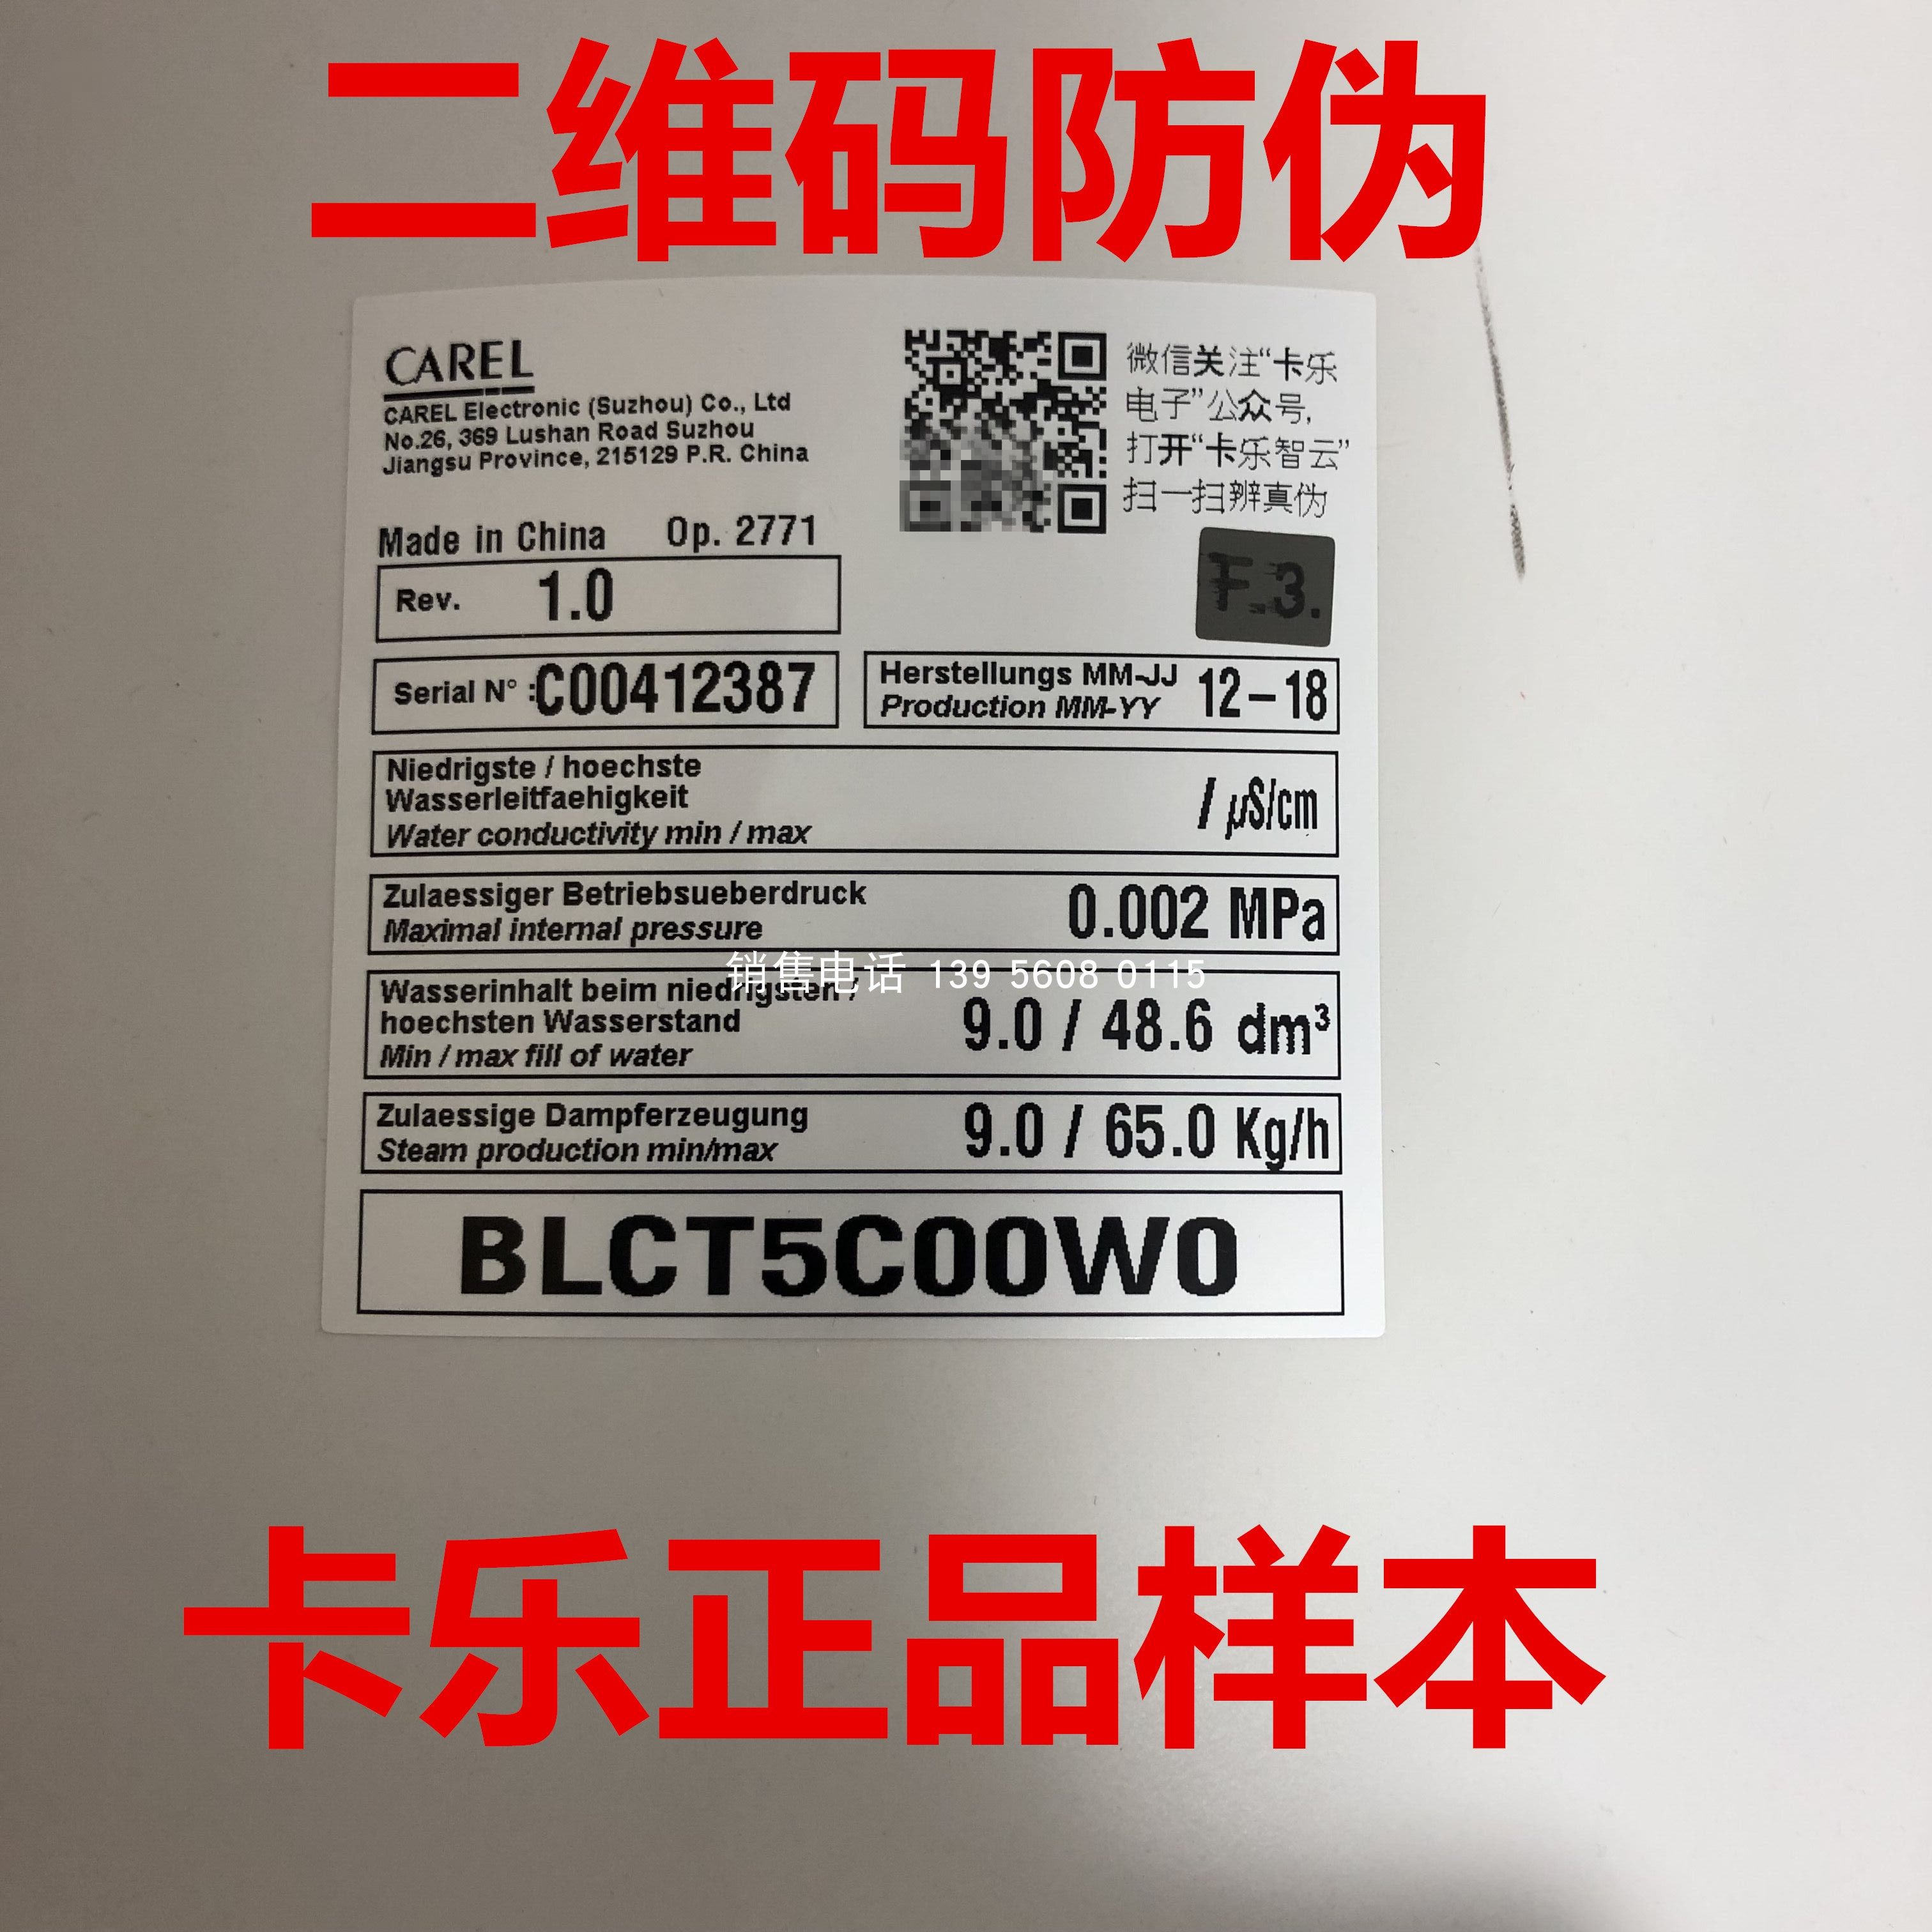 二维码防伪
CAREL
CAREL Electronic (Suzhou) Co., Ltd
No.26, 369 Lushan Road Suzhou
Jiangsu Province, 215129 P.R. China
微信关注“卡乐
电子”公众号,
打开“卡乐智云”
扫一扫辨真伪
Made in China Op. 2771
F.3.
Rev. 1.0
Serial N° :C00412387
Herstellungs MM-JJ
Production MM-YY
12-18
Niedrigste / hoechste
Wasserleitfaehigkeit
Water conductivity min / max
/ µS/cm
Zulaessiger Betriebsueberdruck
Maximal internal pressure
0.002 MPa
销售电话 139 5608 0115
Wasserinhalt beim niedrigsten /
hoechsten Wasserstand
Min / max fill of water
9.0 / 48.6 dm³
Zulaessige Dampferzeugung
Steam production min/max
9.0 / 65.0 Kg/h
BLCT5C00W0
卡乐正品样本